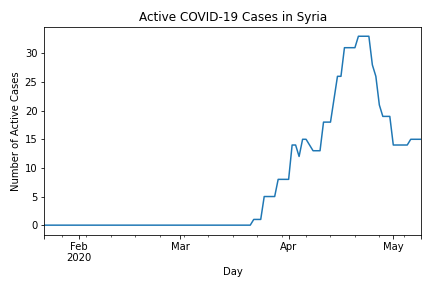 Active COVID-19 Cases in Syria
Number of Active Cases
30
25
20
15
10
5
0
Feb
2020
Mar
Apr
May
Day